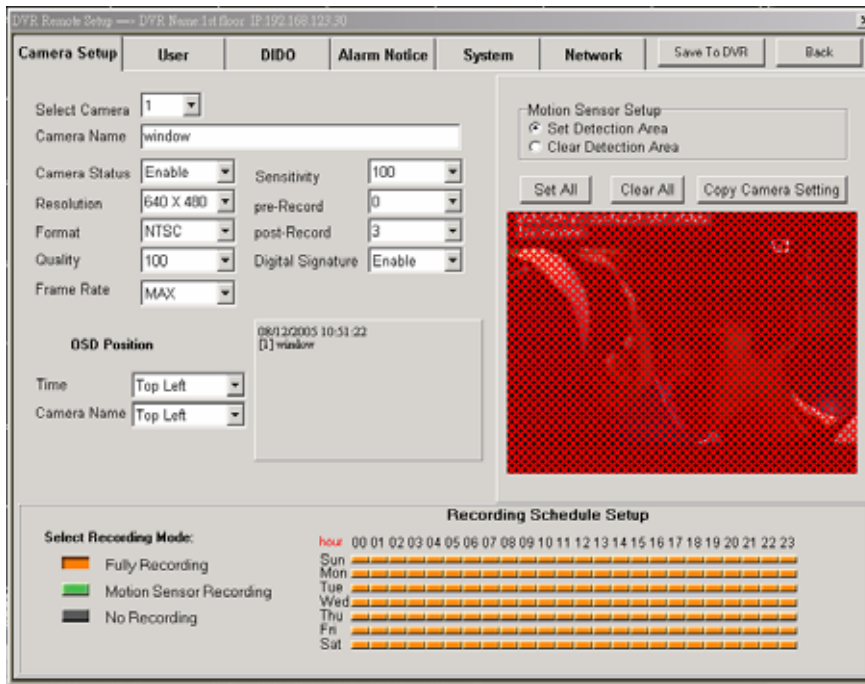 DVR Remote Setup ---- DVR Name 1st floor IP:192.168.123.30
Camera Setup User DIDO Alarm Notice System Network Save To DVR Back
Select Camera 1
Camera Name window
Camera Status Enable
Resolution 640 X 480
Format NTSC
Quality 100
Frame Rate MAX
Sensitivity 100
pre-Record 0
post-Record 3
Digital Signature Enable
OSD Position
Time Top Left
Camera Name Top Left
08/12/2005 10:51:22
[1] window
Motion Sensor Setup
Set Detection Area
Clear Detection Area
Set All Clear All Copy Camera Setting
Recording Schedule Setup
Select Recording Mode:
Fully Recording
Motion Sensor Recording
No Recording
hour 00 01 02 03 04 05 06 07 08 09 10 11 12 13 14 15 16 17 18 19 20 21 22 23
Sun
Mon
Tue
Wed
Thu
Fri
Sat